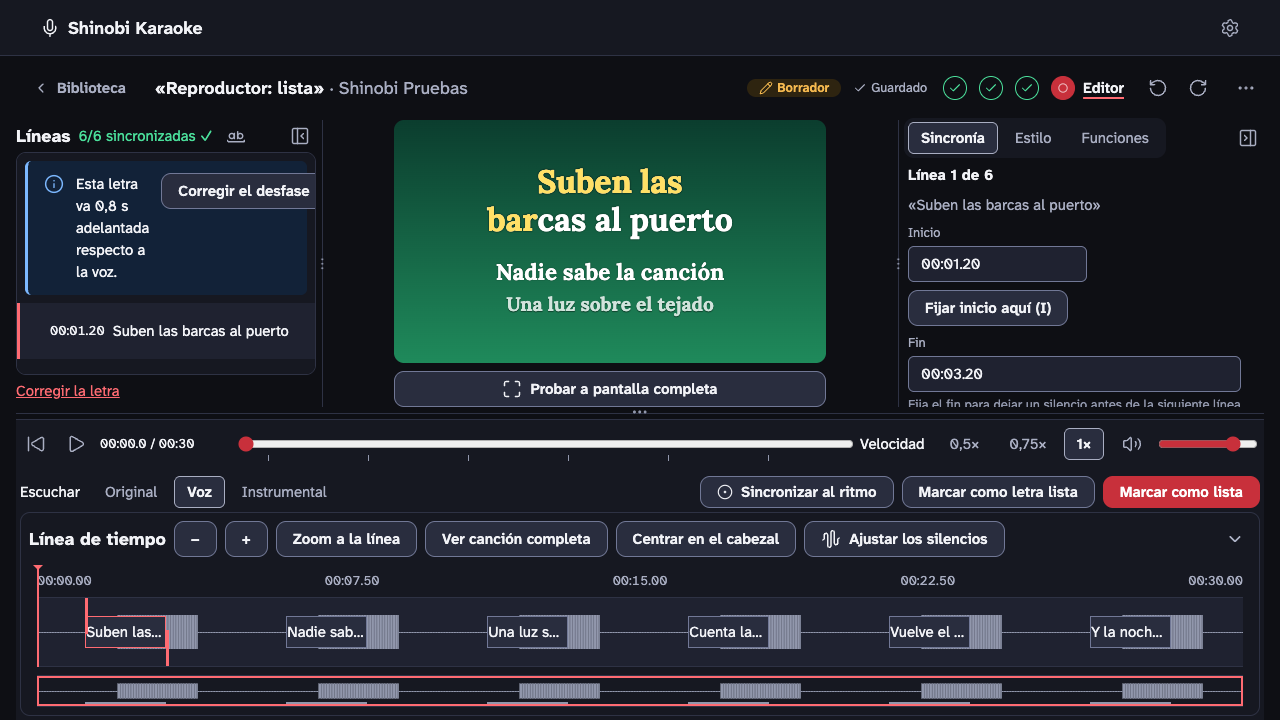 Shinobi Karaoke
Biblioteca
«Reproductor: lista» · Shinobi Pruebas
Borrador
Guardado
Editor
Líneas 6/6 sincronizadas
ab
Esta letra
va 0,8 s
adelantada
respecto a
la voz.
Corregir el desfase
00:01.20 Suben las barcas al puerto
Corregir la letra
Suben las
barcas al puerto
Nadie sabe la canción
Una luz sobre el tejado
Probar a pantalla completa
Sincronía Estilo Funciones
Línea 1 de 6
«Suben las barcas al puerto»
Inicio
00:01.20
Fijar inicio aquí (I)
Fin
00:03.20
Fija el fin para dejar un silencio antes de la siguiente línea
00:00.0 / 00:30
Velocidad 0,5× 0,75× 1×
Escuchar Original Voz Instrumental
Sincronizar al ritmo Marcar como letra lista Marcar como lista
Línea de tiempo − + Zoom a la línea Ver canción completa Centrar en el cabezal Ajustar los silencios
00:00.00 00:07.50 00:15.00 00:22.50 00:30.00
Suben las... Nadie sab... Una luz s... Cuenta la... Vuelve el ... Y la noch...